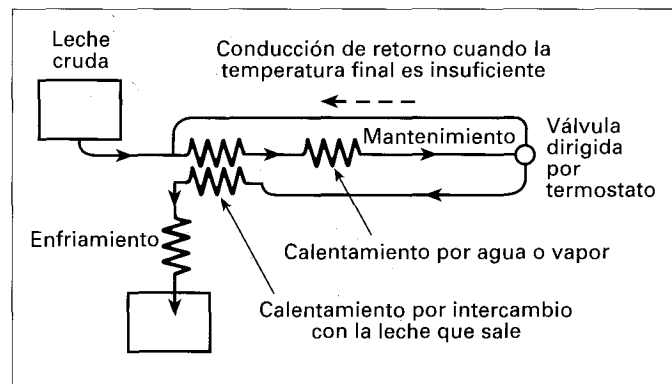 Leche
cruda
Conducción de retorno cuando la
temperatura final es insuficiente
Mantenimiento
Válvula
dirigida
por
termostato
Enfriamiento
Calentamiento por agua o vapor
Calentamiento por intercambio
con la leche que sale